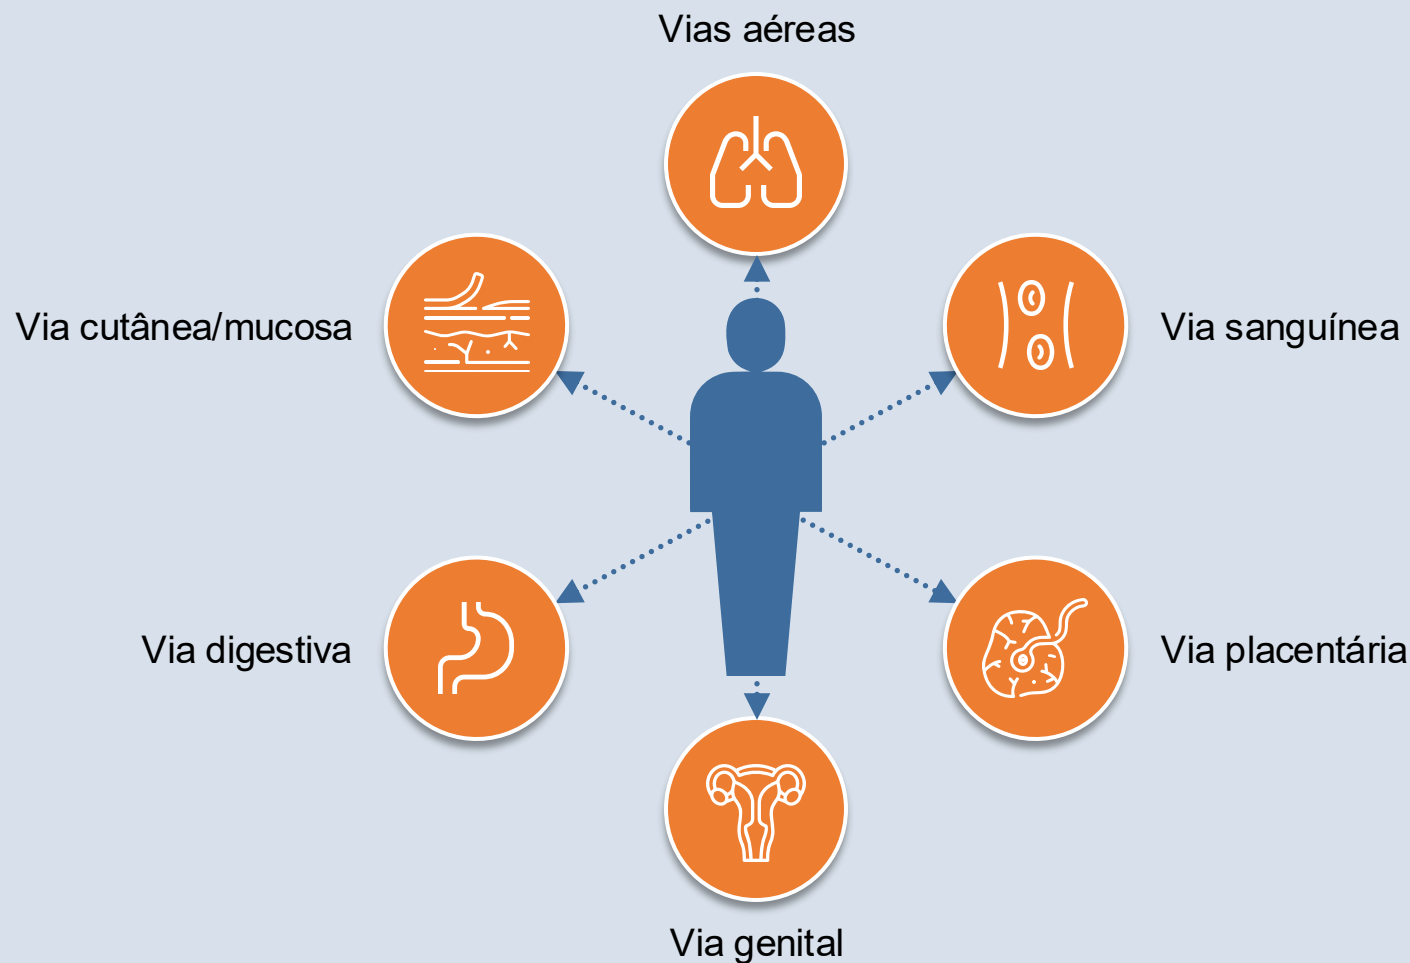 Vias aéreas
Via cutânea/mucosa
Via sanguínea
Via digestiva
Via placentária
Via genital